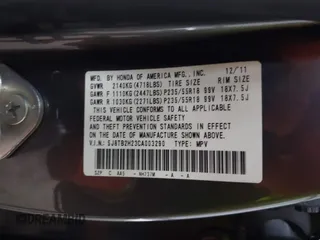 MFD. BY HONDA OF AMERICA MFG., INC. 12/11
GVWR 2140KG(4718LBS) TIRE SIZE RIM SIZE
GAWR F 1110KG(2447LBS) P235/55R18 99V 18X7.5J
GAWR R 1030KG(2271LBS) P235/55R18 99V 18X7.5J
THIS VEHICLE CONFORMS TO ALL APPLICABLE
FEDERAL MOTOR VEHICLE SAFETY
AND THEFT PREVENTION STANDARDS IN EFFECT
ON THE DATE OF MANUFACTURE SHOWN ABOVE.
V.I.N.: 5J8TB2H23CA003290 TYPE: MPV
A - A
DREAMBID